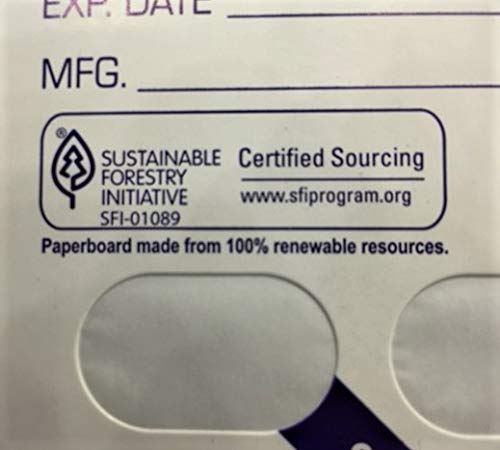 EXP. DATE
MFG.
®
SUSTAINABLE
FORESTRY
INITIATIVE
SFI-01089
Certified Sourcing
www.sfiprogram.org
Paperboard made from 100% renewable resources.